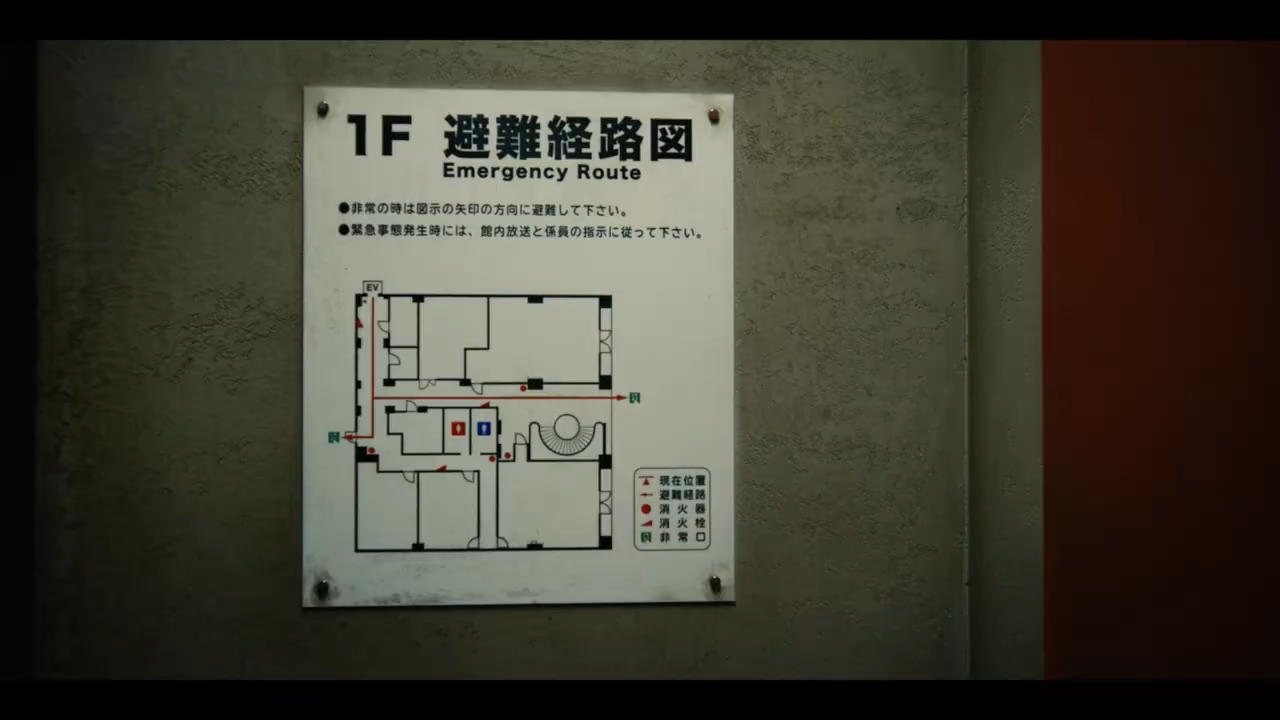 1F 避難経路図
Emergency Route
●非常の時は図示の矢印の方向に避難して下さい。
●緊急事態発生時には、館内放送と係員の指示に従って下さい。
EV
現在位置
避難経路
消火器
消火栓
非常口